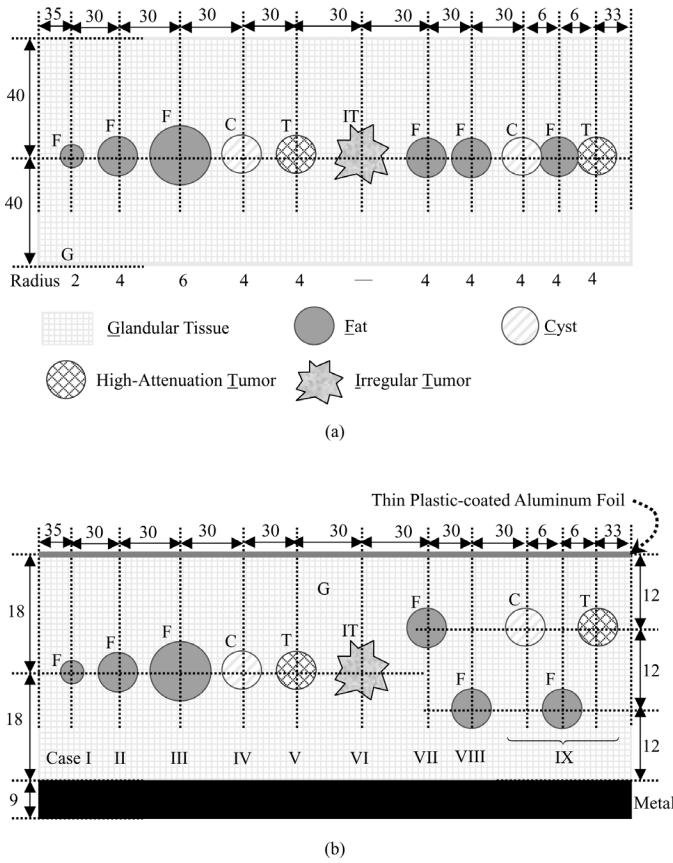 35 30 30 30 30 30 30 30 30 6 6 33
40
40
F F F C T IT F F C F T
G
Radius 2 4 6 4 4 — 4 4 4 4 4
Glandular Tissue Fat Cyst
High-Attenuation Tumor Irregular Tumor
(a)
Thin Plastic-coated Aluminum Foil
35 30 30 30 30 30 30 30 30 6 6 33
G
F C T
12
18
F F F C T IT
12
F F
18
12
Case I II III IV V VI VII VIII IX
9
Metal
(b)